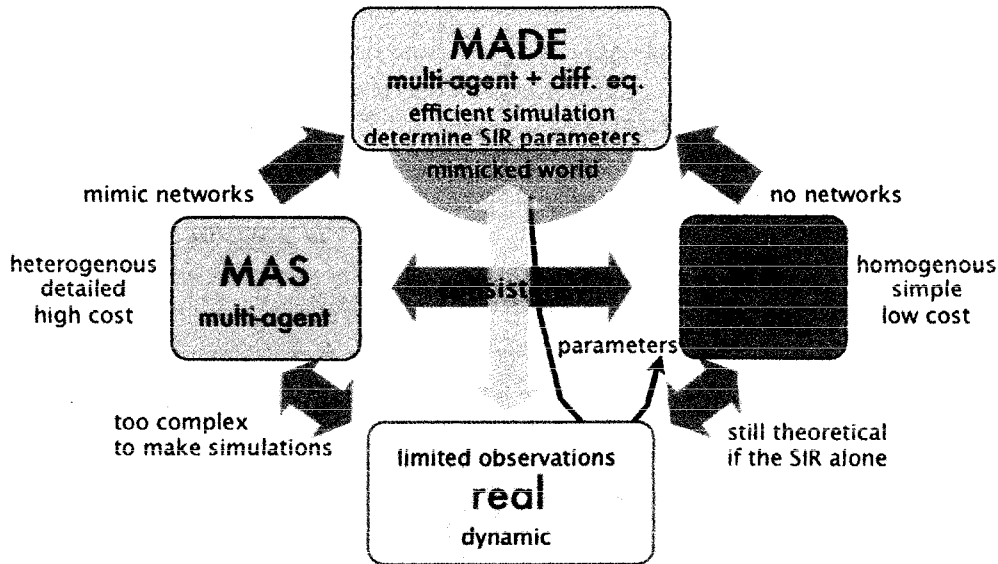 MADE
multi-agent + diff. eq.
efficient simulation
determine SIR parameters
mimicked world
mimic networks
no networks
heterogenous
detailed
high cost
MAS
multi-agent
homogenous
simple
low cost
parameters
too complex
to make simulations
still theoretical
if the SIR alone
limited observations
real
dynamic